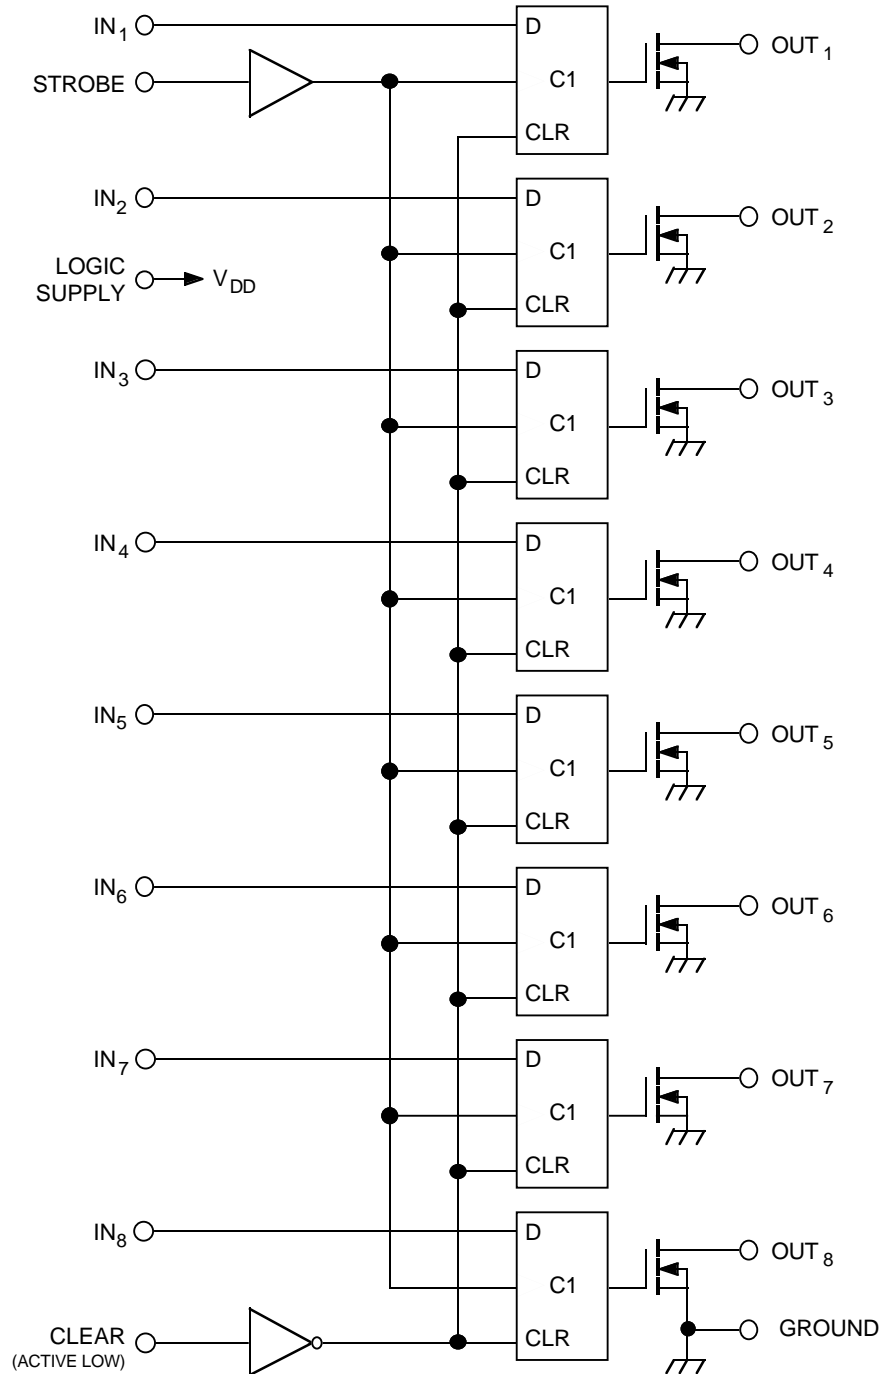 IN1 D OUT1
STROBE C1
CLR
IN2 D OUT2
LOGIC SUPPLY VDD C1
CLR
IN3 D OUT3
C1
CLR
IN4 D OUT4
C1
CLR
IN5 D OUT5
C1
CLR
IN6 D OUT6
C1
CLR
IN7 D OUT7
C1
CLR
IN8 D OUT8
C1
CLEAR CLR GROUND
(ACTIVE LOW)